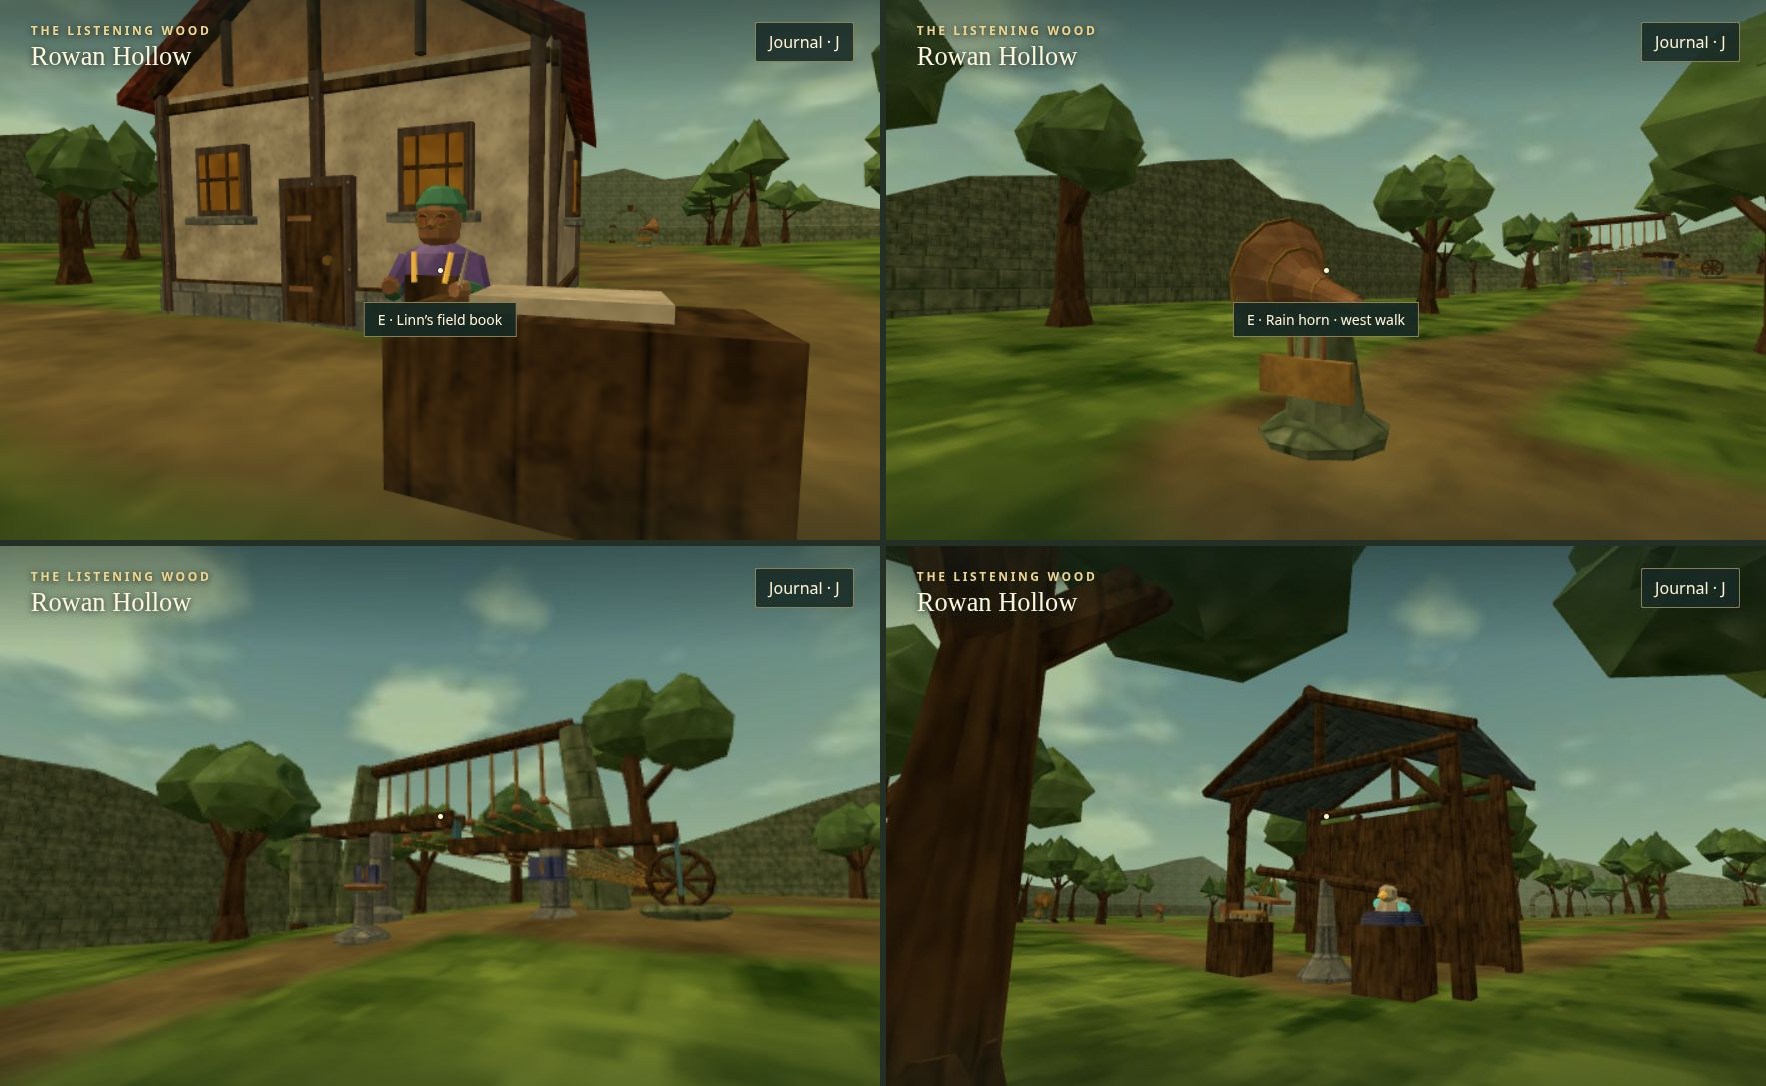 THE LISTENING WOOD
Rowan Hollow
Journal · J
E · Linn's field book
THE LISTENING WOOD
Rowan Hollow
Journal · J
E · Rain horn · west walk
THE LISTENING WOOD
Rowan Hollow
Journal · J
THE LISTENING WOOD
Rowan Hollow
Journal · J